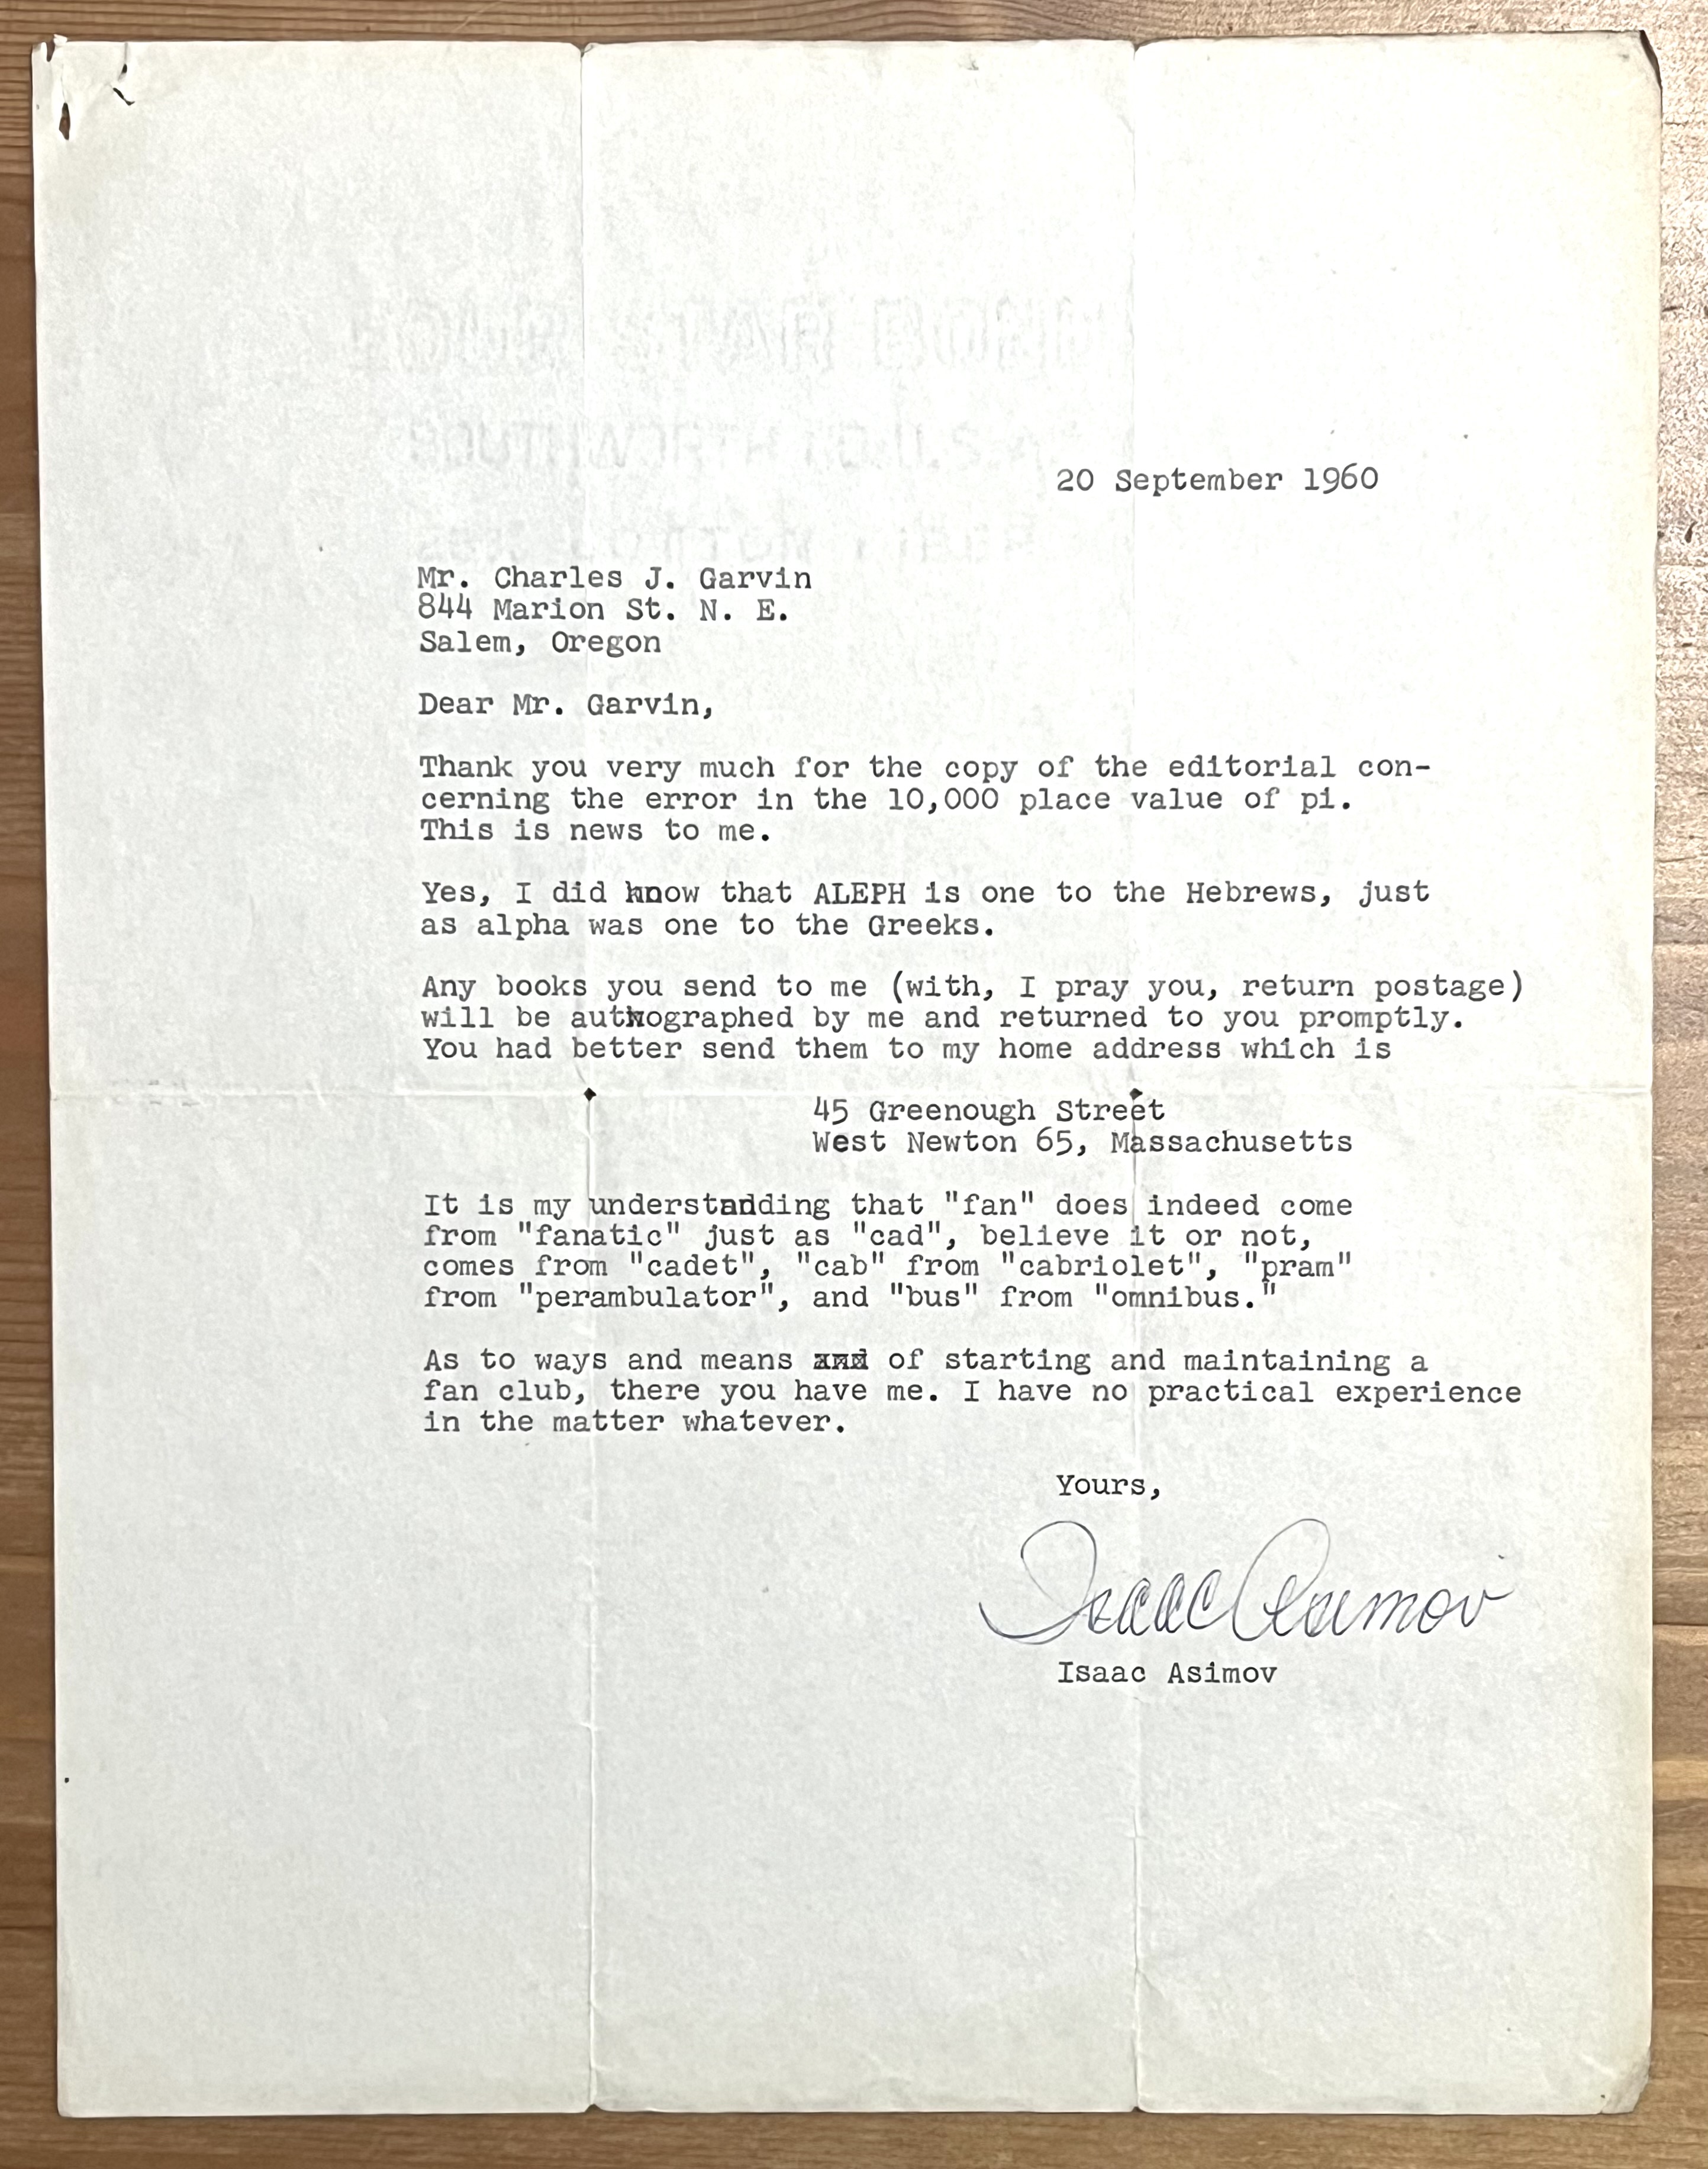 20 September 1960
Mr. Charles J. Garvin
844 Marion St. N. E.
Salem, Oregon
Dear Mr. Garvin,
Thank you very much for the copy of the editorial con-
cerning the error in the 10,000 place value of pi.
This is news to me.
Yes, I did know that ALEPH is one to the Hebrews, just
as alpha was one to the Greeks.
Any books you send to me (with, I pray you, return postage)
will be authographed by me and returned to you promptly.
You had better send them to my home address which is
45 Greenough Street
West Newton 65, Massachusetts
It is my understanding that "fan" does indeed come
from "fanatic" just as "cad", believe it or not,
comes from "cadet", "cab" from "cabriolet", "pram"
from "perambulator", and "bus" from "omnibus."
As to ways and means and of starting and maintaining a
fan club, there you have me. I have no practical experience
in the matter whatever.
Yours,
Isaac Asimov
Isaac Asimov